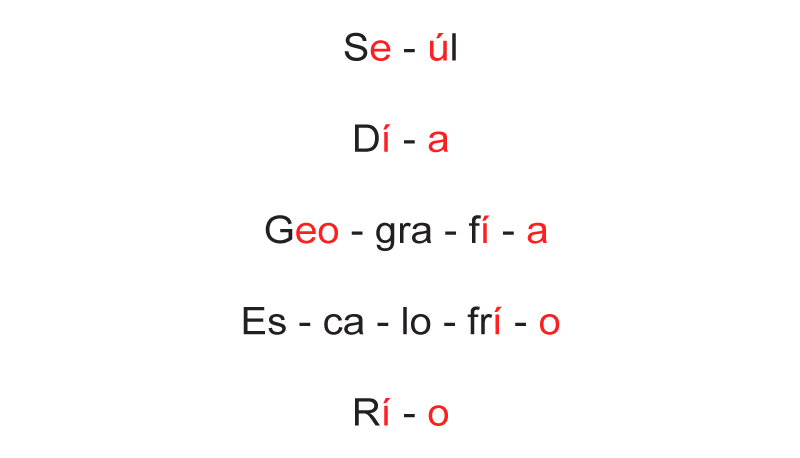 Se - úl
Dí - a
Geo - gra - fí - a
Es - ca - lo - frí - o
Rí - o